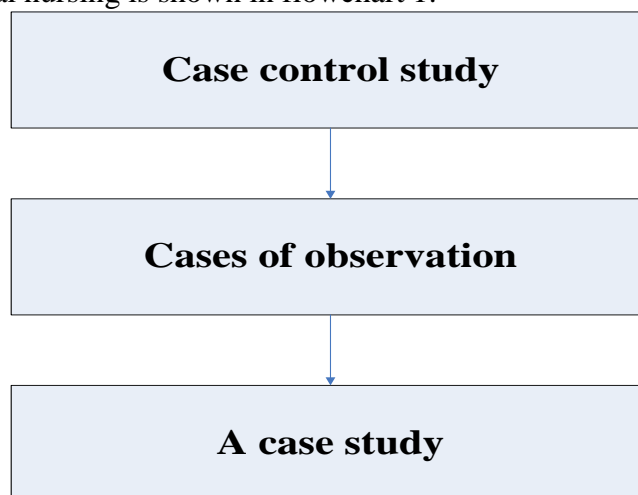 nursing is shown in flowchart 1.
Case control study
Cases of observation
A case study